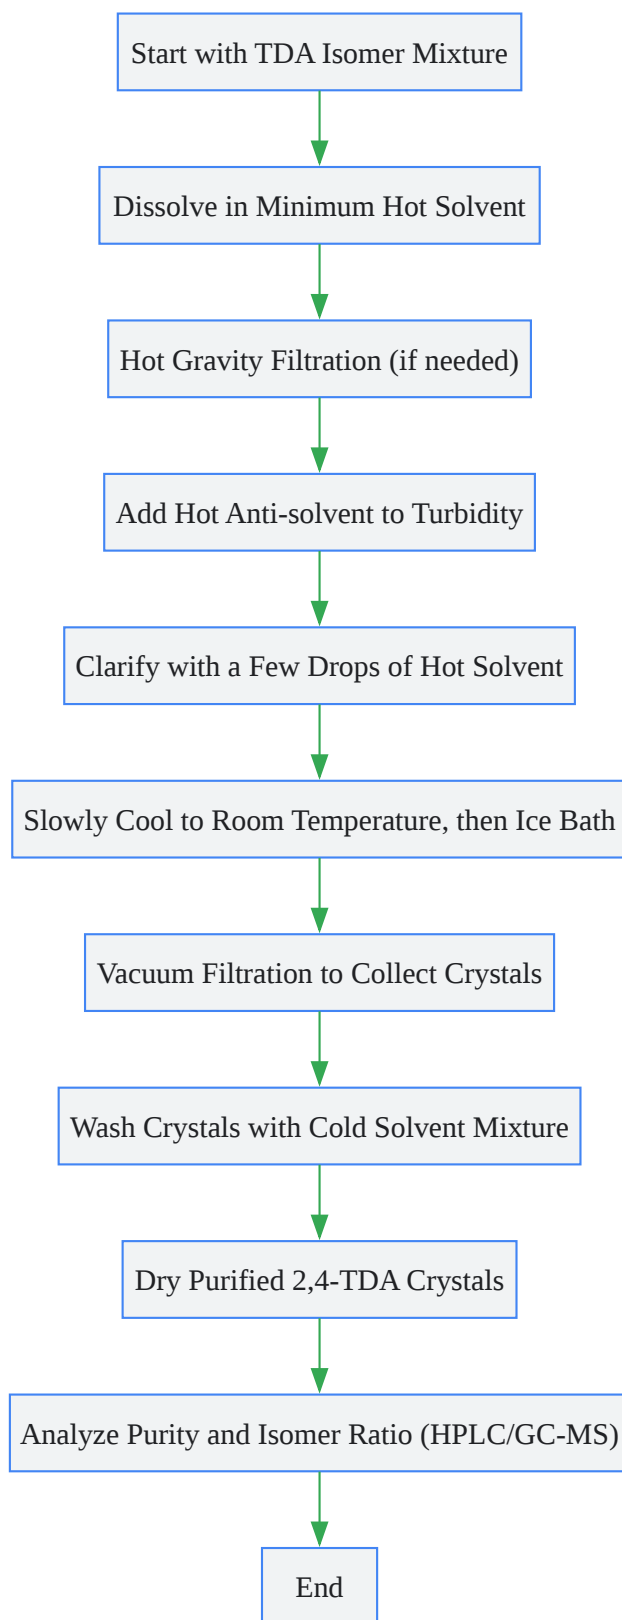 Start with TDA Isomer Mixture
Dissolve in Minimum Hot Solvent
Hot Gravity Filtration (if needed)
Add Hot Anti-solvent to Turbidity
Clarify with a Few Drops of Hot Solvent
Slowly Cool to Room Temperature, then Ice Bath
Vacuum Filtration to Collect Crystals
Wash Crystals with Cold Solvent Mixture
Dry Purified 2,4-TDA Crystals
Analyze Purity and Isomer Ratio (HPLC/GC-MS)
End